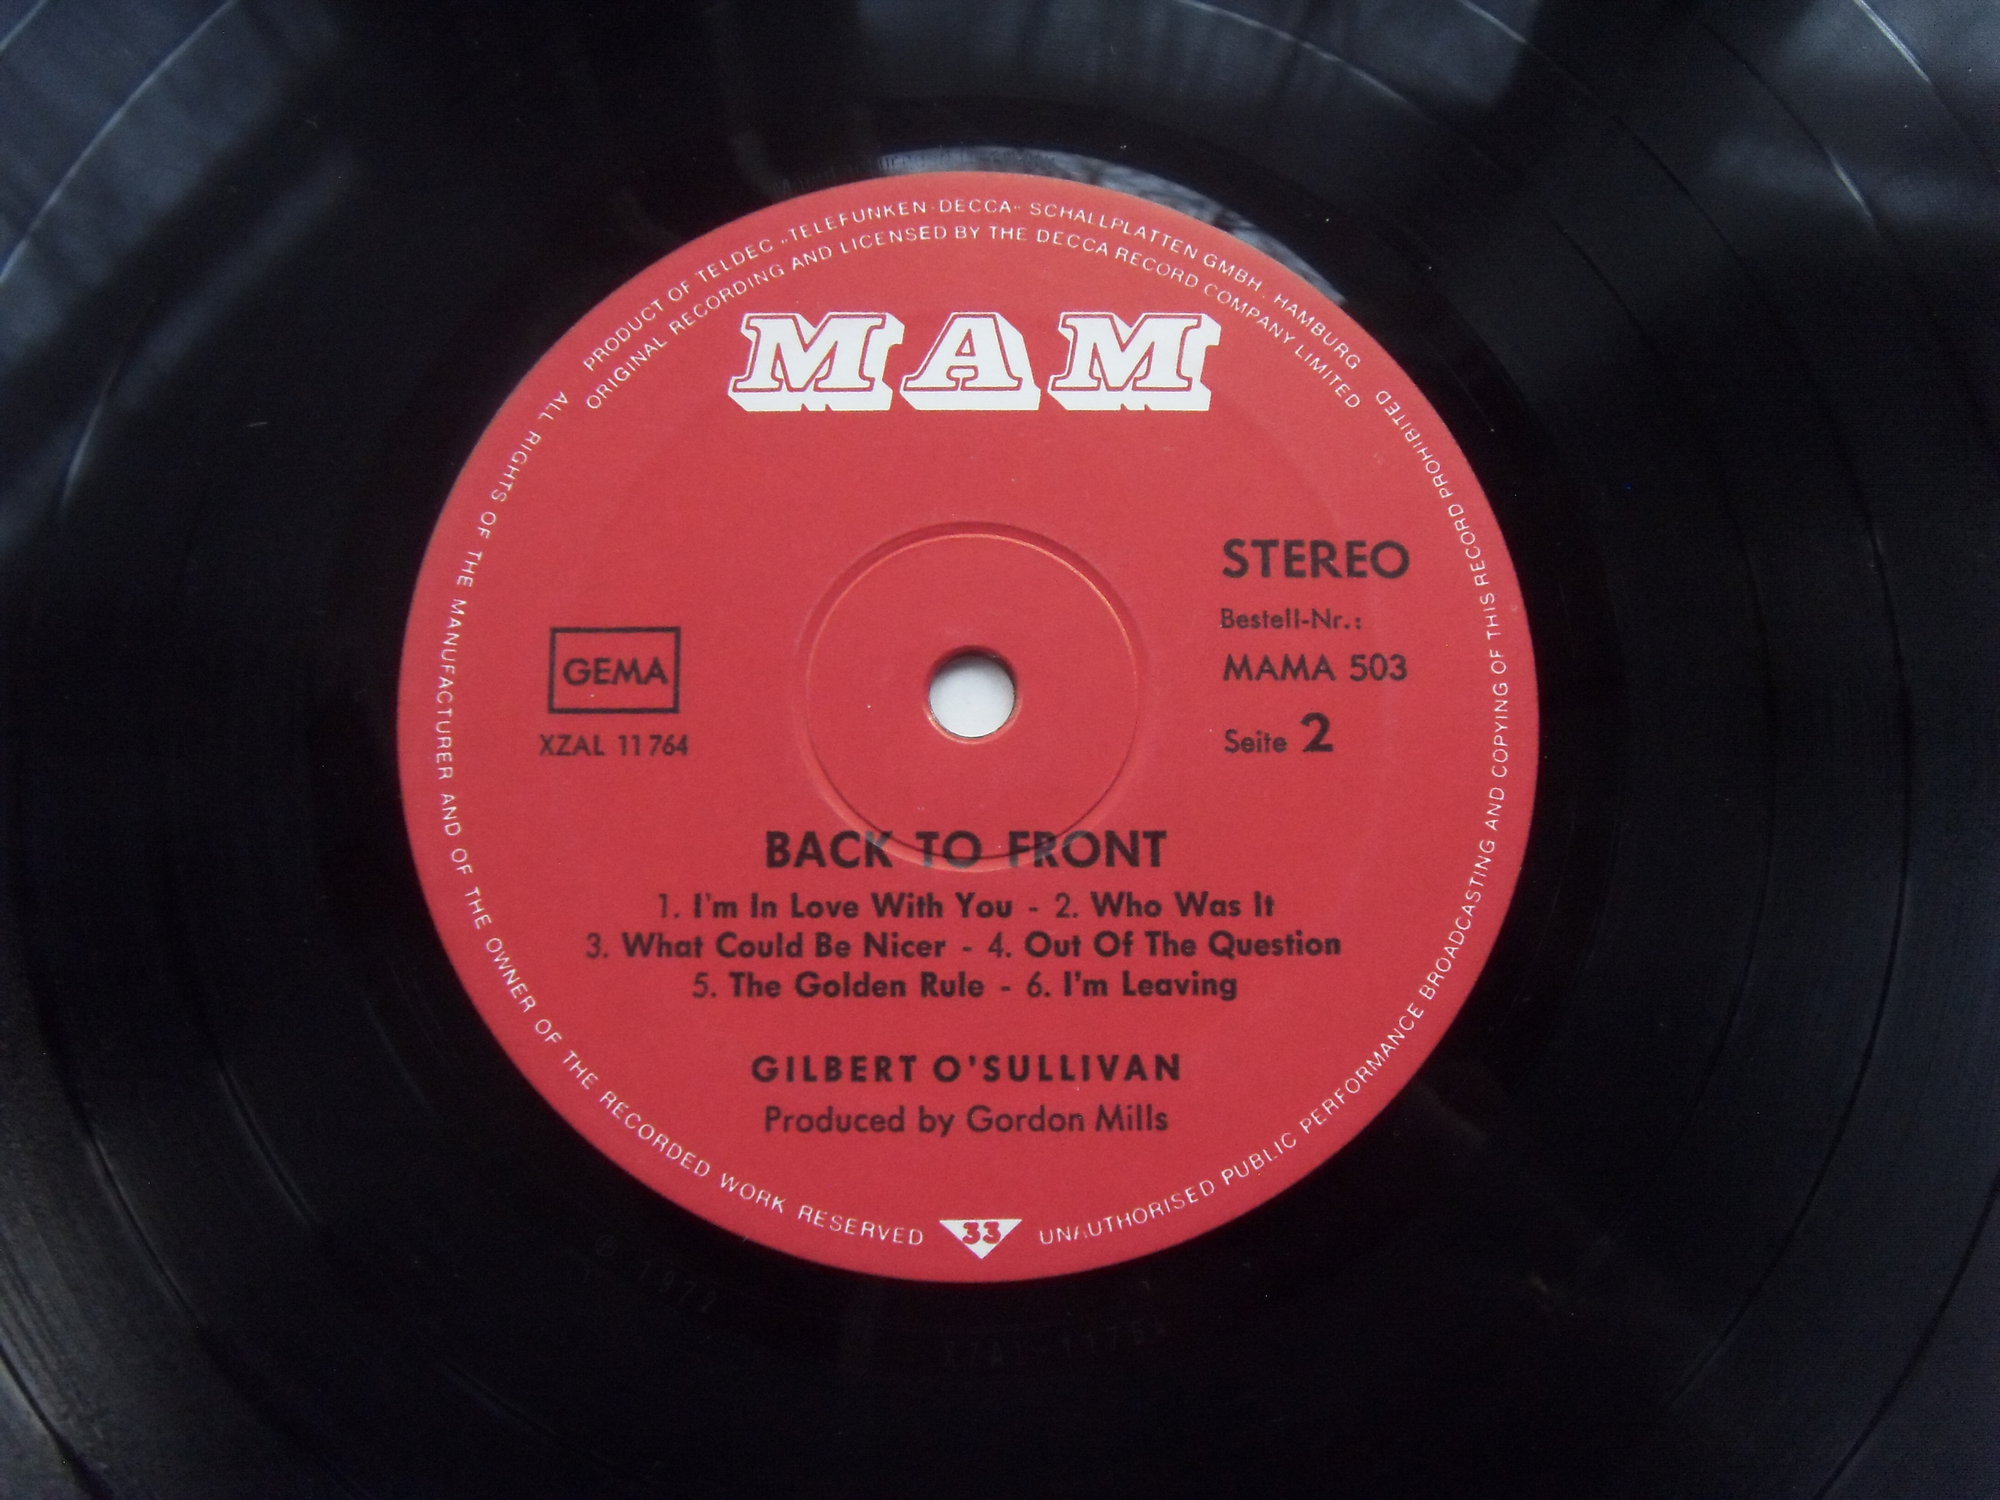 PRODUCT OF TELDEC „TELEFUNKEN-DECCA“ SCHALLPLATTEN GMBH, HAMBURG
ORIGINAL RECORDING AND LICENSED BY THE DECCA RECORD COMPANY LIMITED
MAM
STEREO
Bestell-Nr.:
MAMA 503
Seite 2
GEMA
XZAL 11 764
BACK TO FRONT
1. I'm In Love With You - 2. Who Was It
3. What Could Be Nicer - 4. Out Of The Question
5. The Golden Rule - 6. I'm Leaving
GILBERT O'SULLIVAN
Produced by Gordon Mills
ALL RIGHTS OF THE MANUFACTURER AND OF THE OWNER OF THE RECORDED WORK RESERVED
33
UNAUTHORISED PUBLIC PERFORMANCE BROADCASTING AND COPYING OF THIS RECORD PROHIBITED
℗ 1972